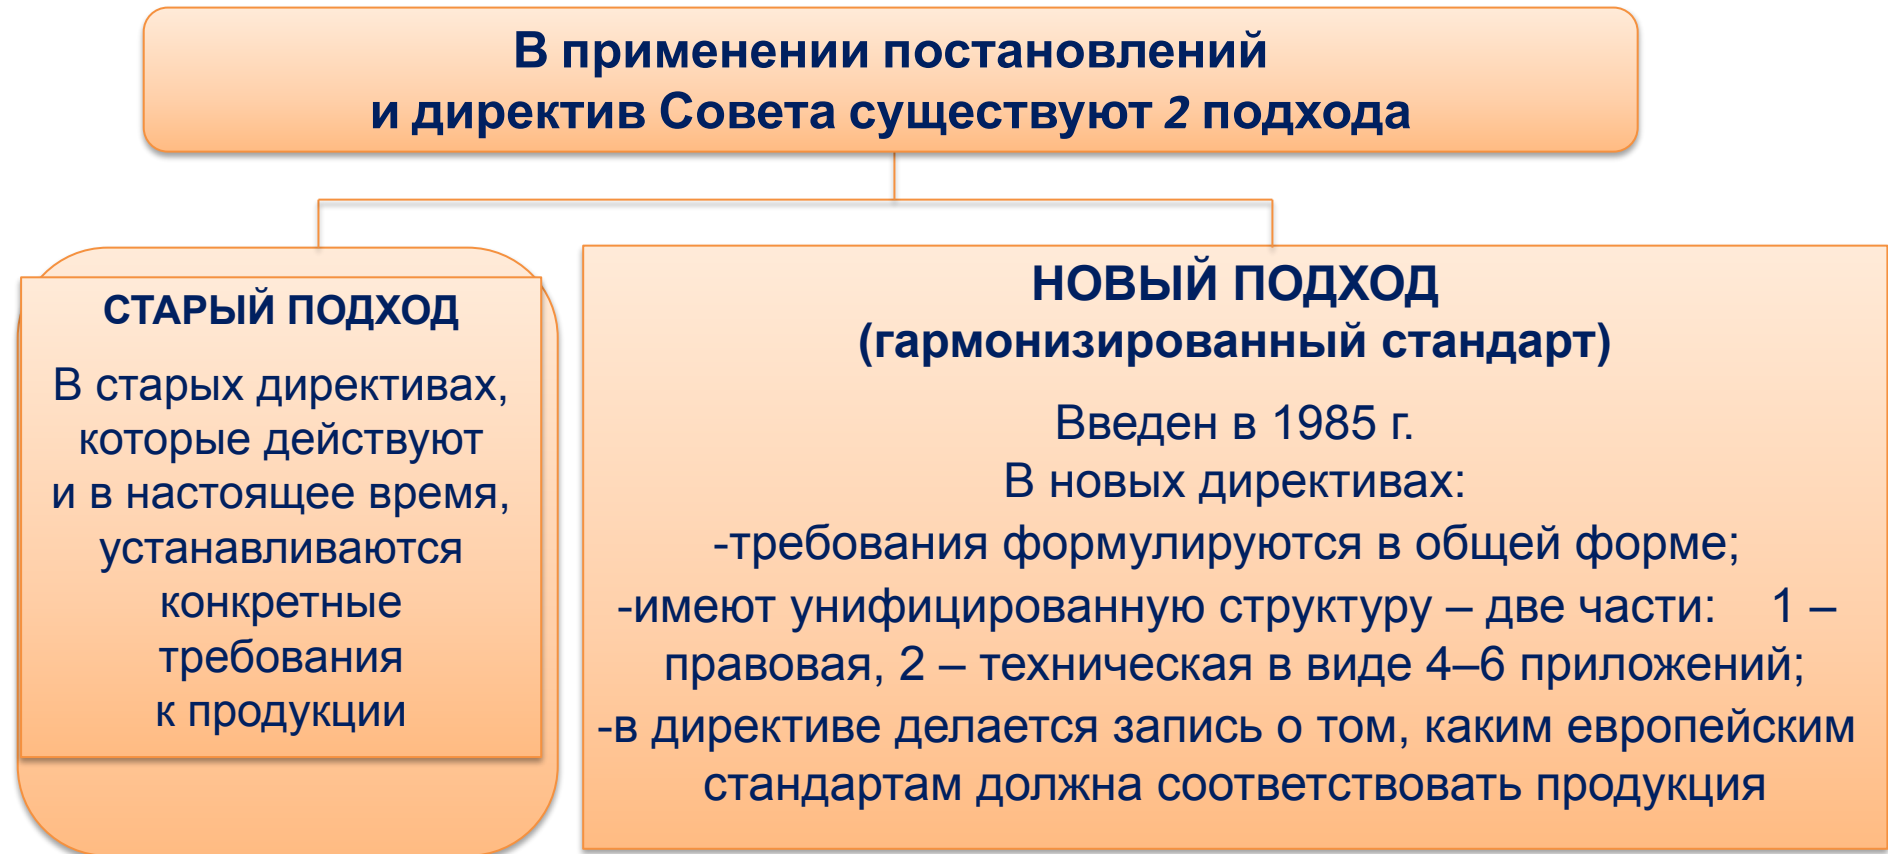 В применении постановлений
и директив Совета существуют 2 подхода
СТАРЫЙ ПОДХОД
В старых директивах,
которые действуют
и в настоящее время,
устанавливаются
конкретные
требования
к продукции
НОВЫЙ ПОДХОД
(гармонизированный стандарт)
Введен в 1985 г.
В новых директивах:
-требования формулируются в общей форме;
-имеют унифицированную структуру – две части: 1 –
правовая, 2 – техническая в виде 4–6 приложений;
-в директиве делается запись о том, каким европейским
стандартам должна соответствовать продукция